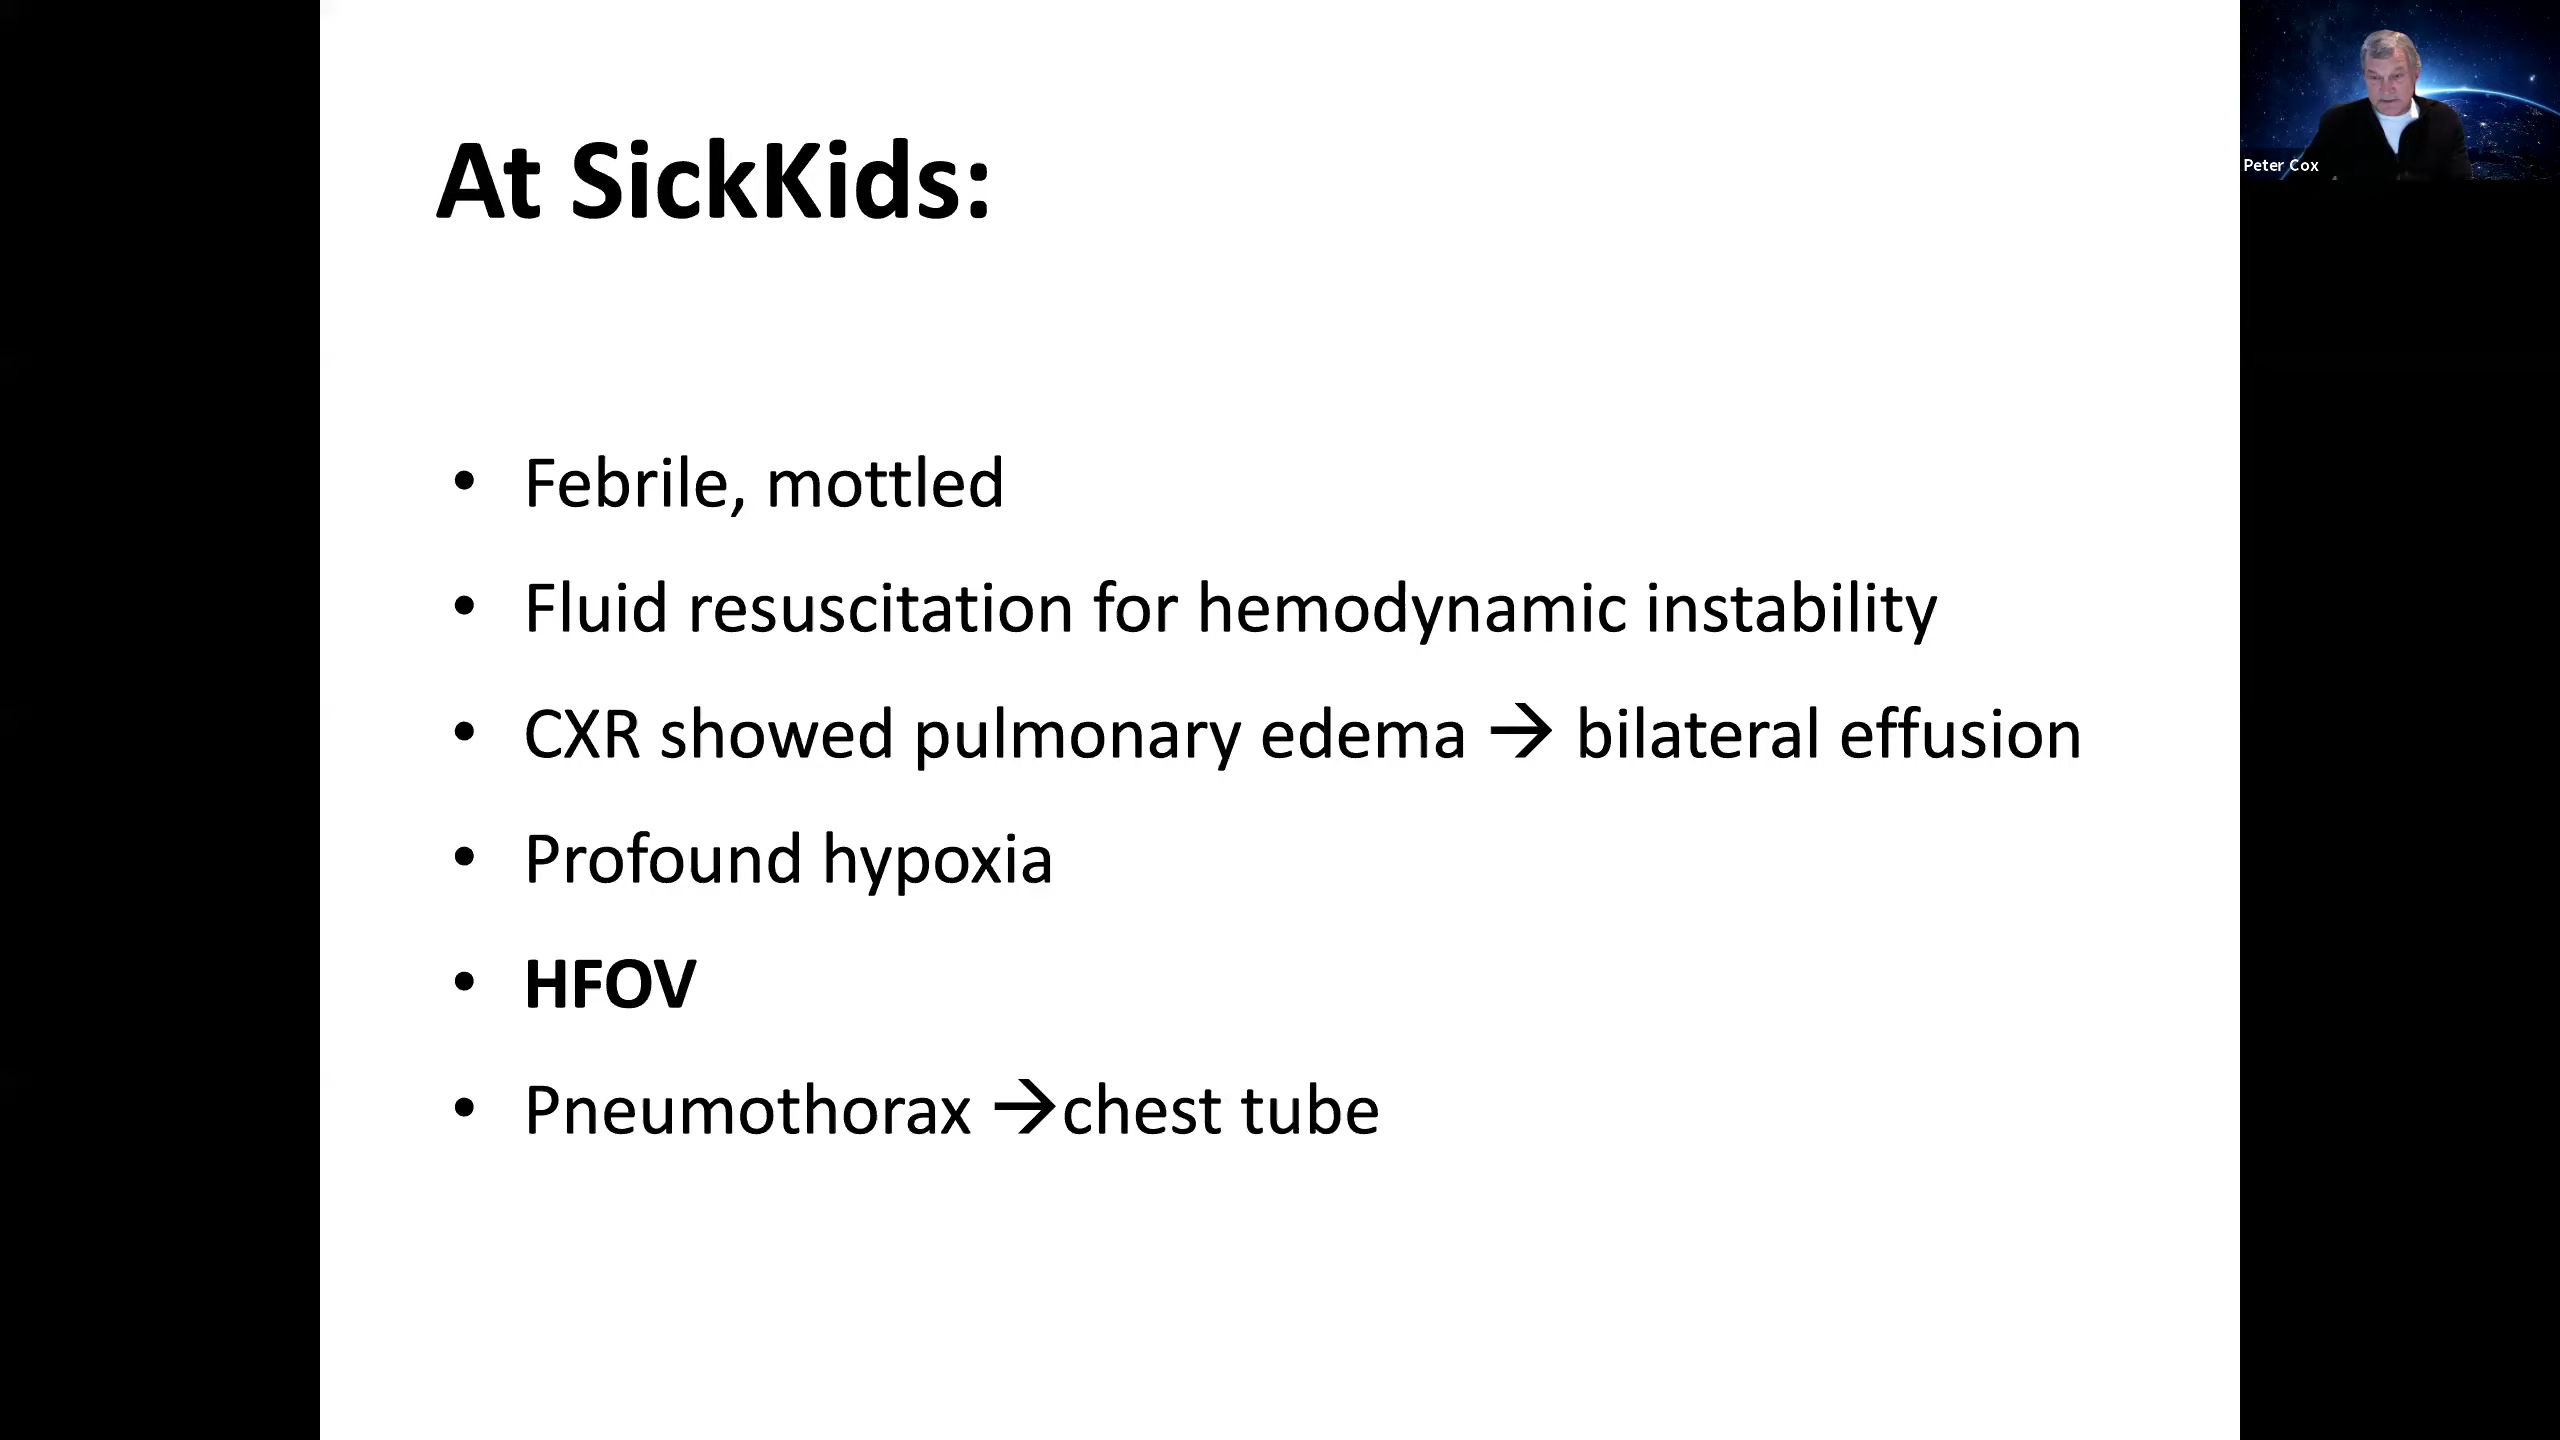 At SickKids:
Peter Cox
• Febrile, mottled
• Fluid resuscitation for hemodynamic instability
• CXR showed pulmonary edema → bilateral effusion
• Profound hypoxia
• HFOV
• Pneumothorax →chest tube